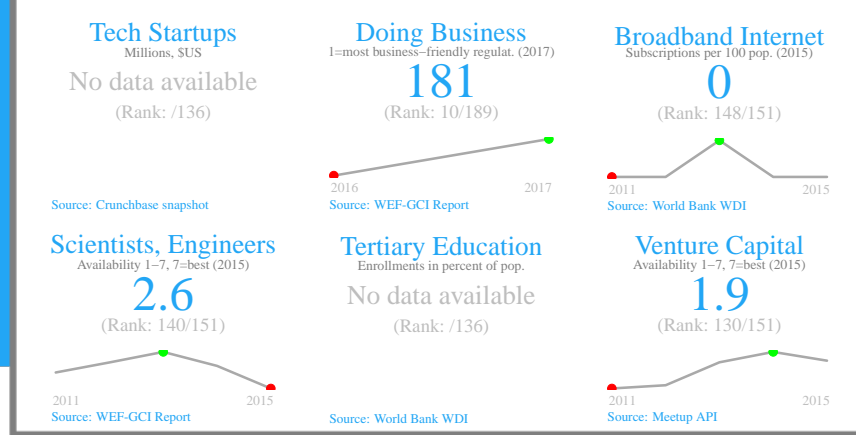 Tech Startups
Millions, $US
No data available
(Rank: /136)
Source: Crunchbase snapshot
Doing Business
1=most business−friendly regulat. (2017)
181
(Rank: 10/189)
2016 2017
Source: WEF-GCI Report
Broadband Internet
Subscriptions per 100 pop. (2015)
0
(Rank: 148/151)
2011 2015
Source: World Bank WDI
Scientists, Engineers
Availability 1−7, 7=best (2015)
2.6
(Rank: 140/151)
2011 2015
Source: WEF-GCI Report
Tertiary Education
Enrollments in percent of pop.
No data available
(Rank: /136)
Source: World Bank WDI
Venture Capital
Availability 1−7, 7=best (2015)
1.9
(Rank: 130/151)
2011 2015
Source: Meetup API